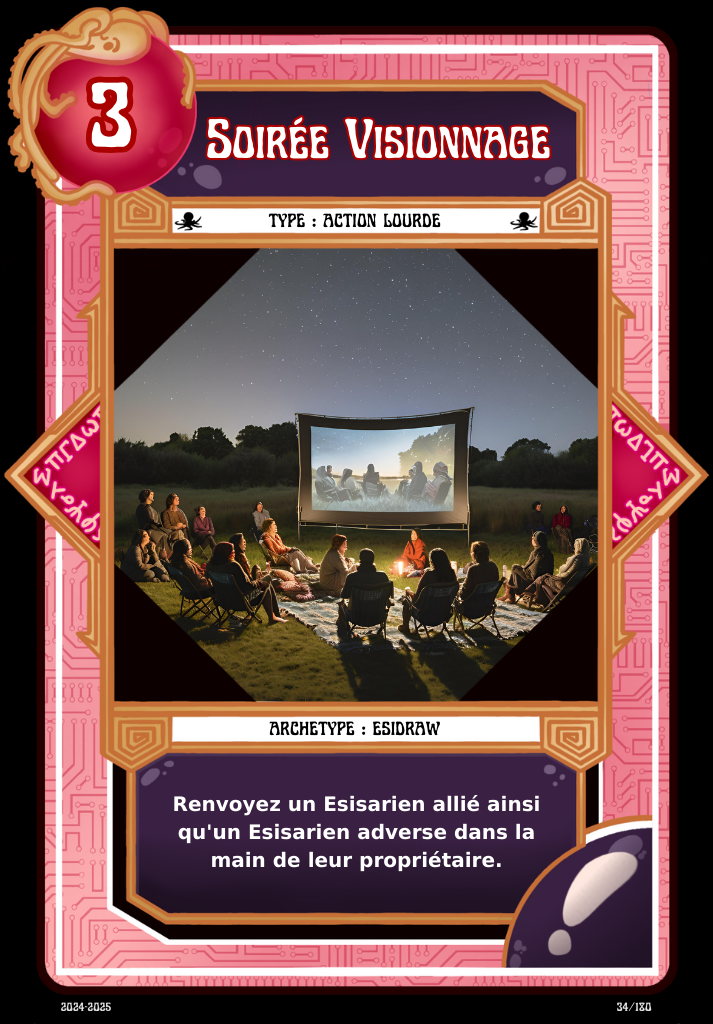 3
Soirée Visionnage
TYPE : ACTION LOURDE
ARCHETYPE : ESIDRAW
Renvoyez un Esisarien allié ainsi
qu'un Esisarien adverse dans la
main de leur propriétaire.
2024-2025
34/180